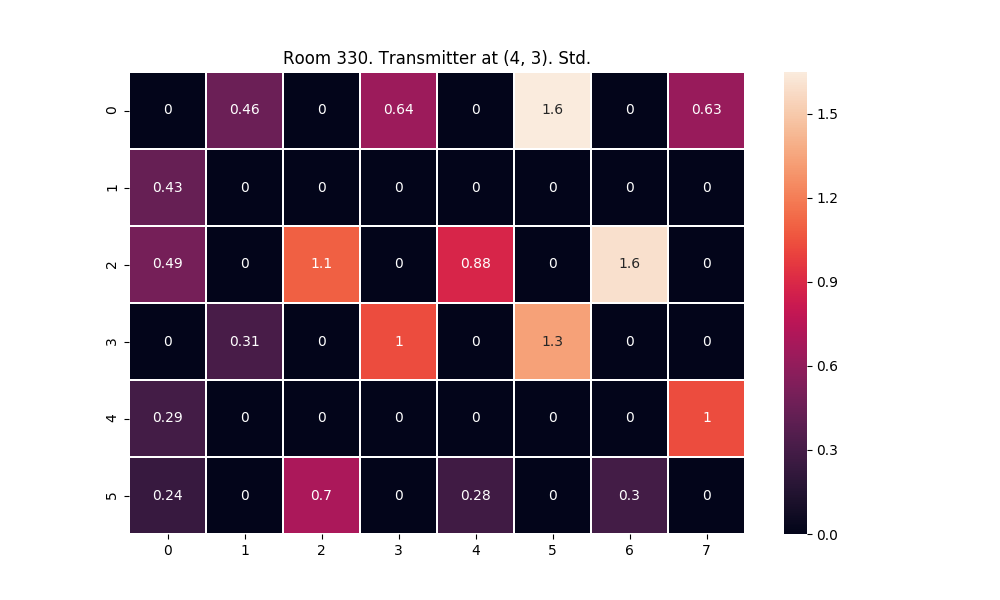 Room 330. Transmitter at (4, 3). Std.
0 0 0.46 0 0.64 0 1.6 0 0.63
1 0.43 0 0 0 0 0 0 0
2 0.49 0 1.1 0 0.88 0 1.6 0
3 0 0.31 0 1 0 1.3 0 0
4 0.29 0 0 0 0 0 0 1
5 0.24 0 0.7 0 0.28 0 0.3 0
0 1 2 3 4 5 6 7
1.5
1.2
0.9
0.6
0.3
0.0